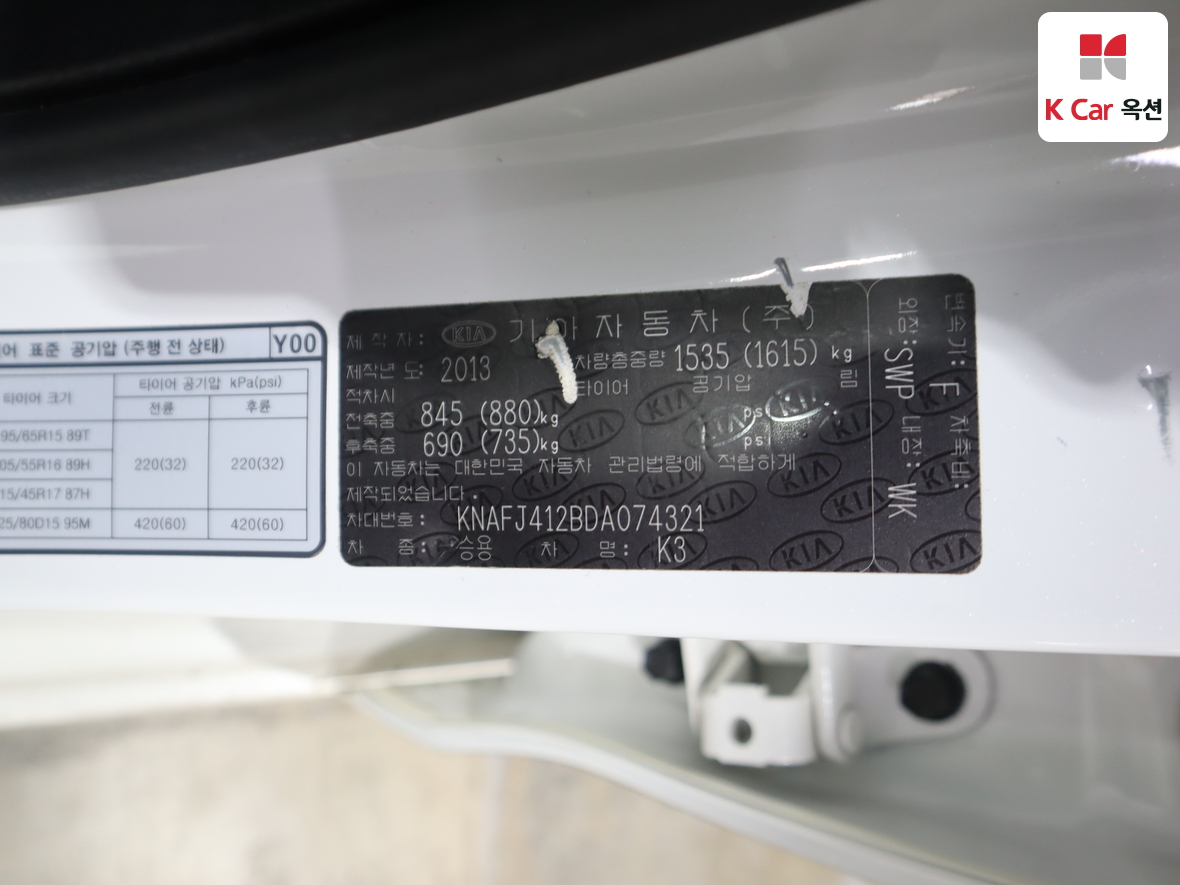 K Car 옥션
표준 공기압 (주행 전 상태) Y00
타이어 크기
타이어 공기압 kPa(psi)
전륜 후륜
95/65R15 89T
05/55R16 89H 220(32) 220(32)
15/45R17 87H
25/80D15 95M 420(60) 420(60)
제 작 자: KIA 기아자동차(주)
제작년 도: 2013 차량총중량 1535 (1615) kg
적차시 타이어 공기압 림
전축중 845 (880)kg psi
후축중 690 (735)kg psi
이 자동차는 대한민국 자동차 관리법령에 적합하게
제작되었습니다.
차대번호: KNAFJ412BDA074321
차 종: 승용 차 명: K3
변속기: F 차축비:
외장:SWP 내장: WK